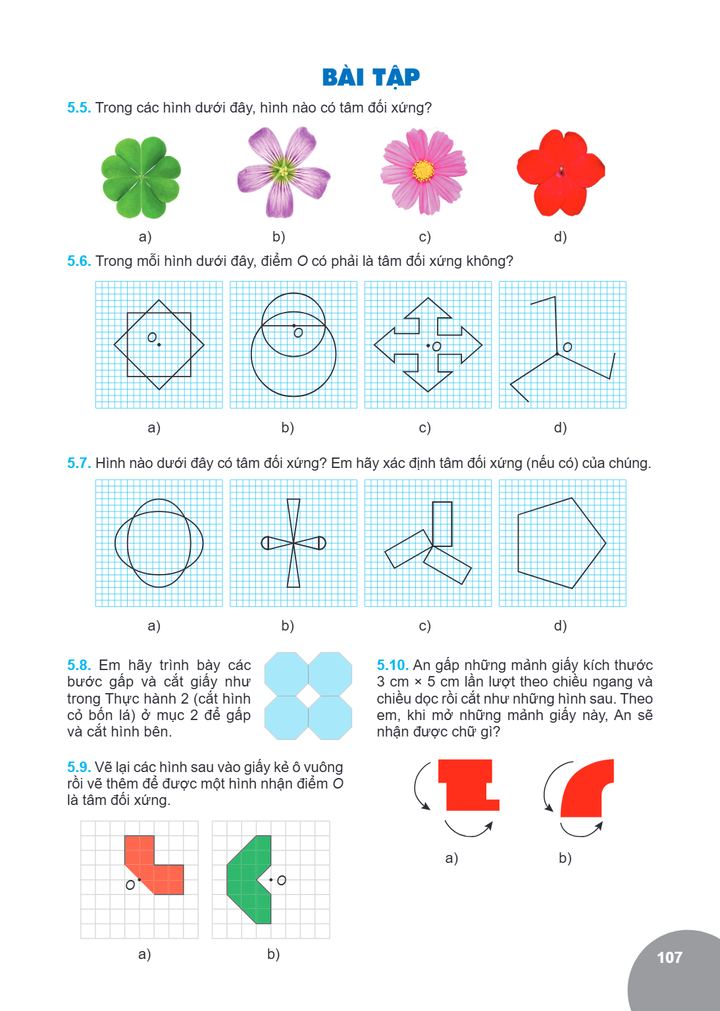 BÀI TẬP
5.5. Trong các hình dưới đây, hình nào có tâm đối xứng?
a) b) c) d)
5.6. Trong mỗi hình dưới đây, điểm O có phải là tâm đối xứng không?
O O O O
a) b) c) d)
5.7. Hình nào dưới đây có tâm đối xứng? Em hãy xác định tâm đối xứng (nếu có) của chúng.
a) b) c) d)
5.8. Em hãy trình bày các
bước gấp và cắt giấy như
trong Thực hành 2 (cắt hình
cỏ bốn lá) ở mục 2 để gấp
và cắt hình bên.
5.9. Vẽ lại các hình sau vào giấy kẻ ô vuông
rồi vẽ thêm để được một hình nhận điểm O
là tâm đối xứng.
O O
a) b)
5.10. An gấp những mảnh giấy kích thước
3 cm × 5 cm lần lượt theo chiều ngang và
chiều dọc rồi cắt như những hình sau. Theo
em, khi mở những mảnh giấy này, An sẽ
nhận được chữ gì?
a) b)
107